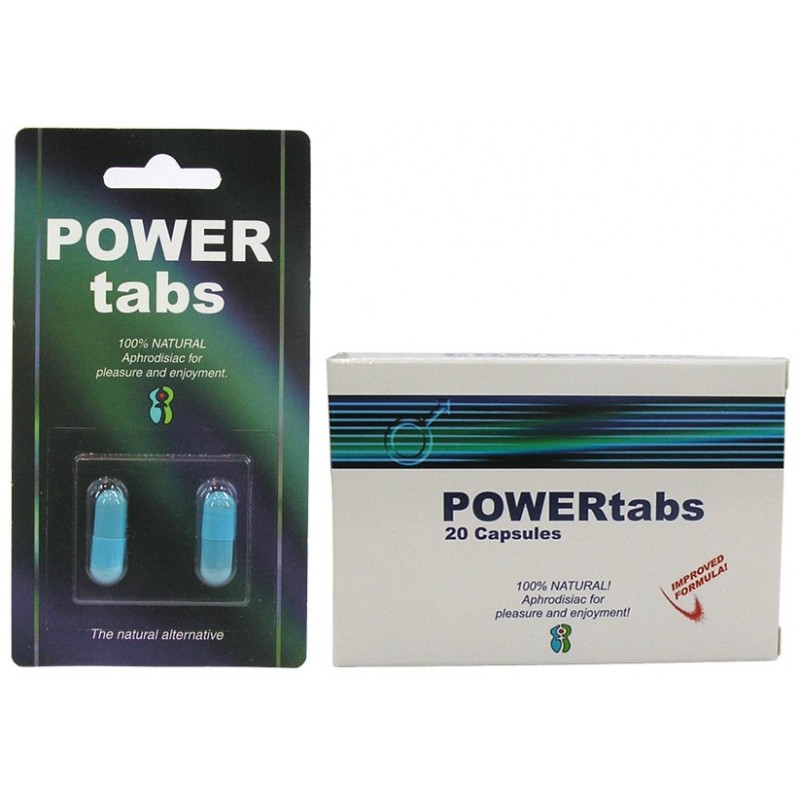 POWER
tabs
100% NATURAL
Aphrodisiac for
pleasure and enjoyment.
The natural alternative
POWERtabs
20 Capsules
100% NATURAL!
Aphrodisiac for
pleasure and enjoyment!
IMPROVED
FORMULA!